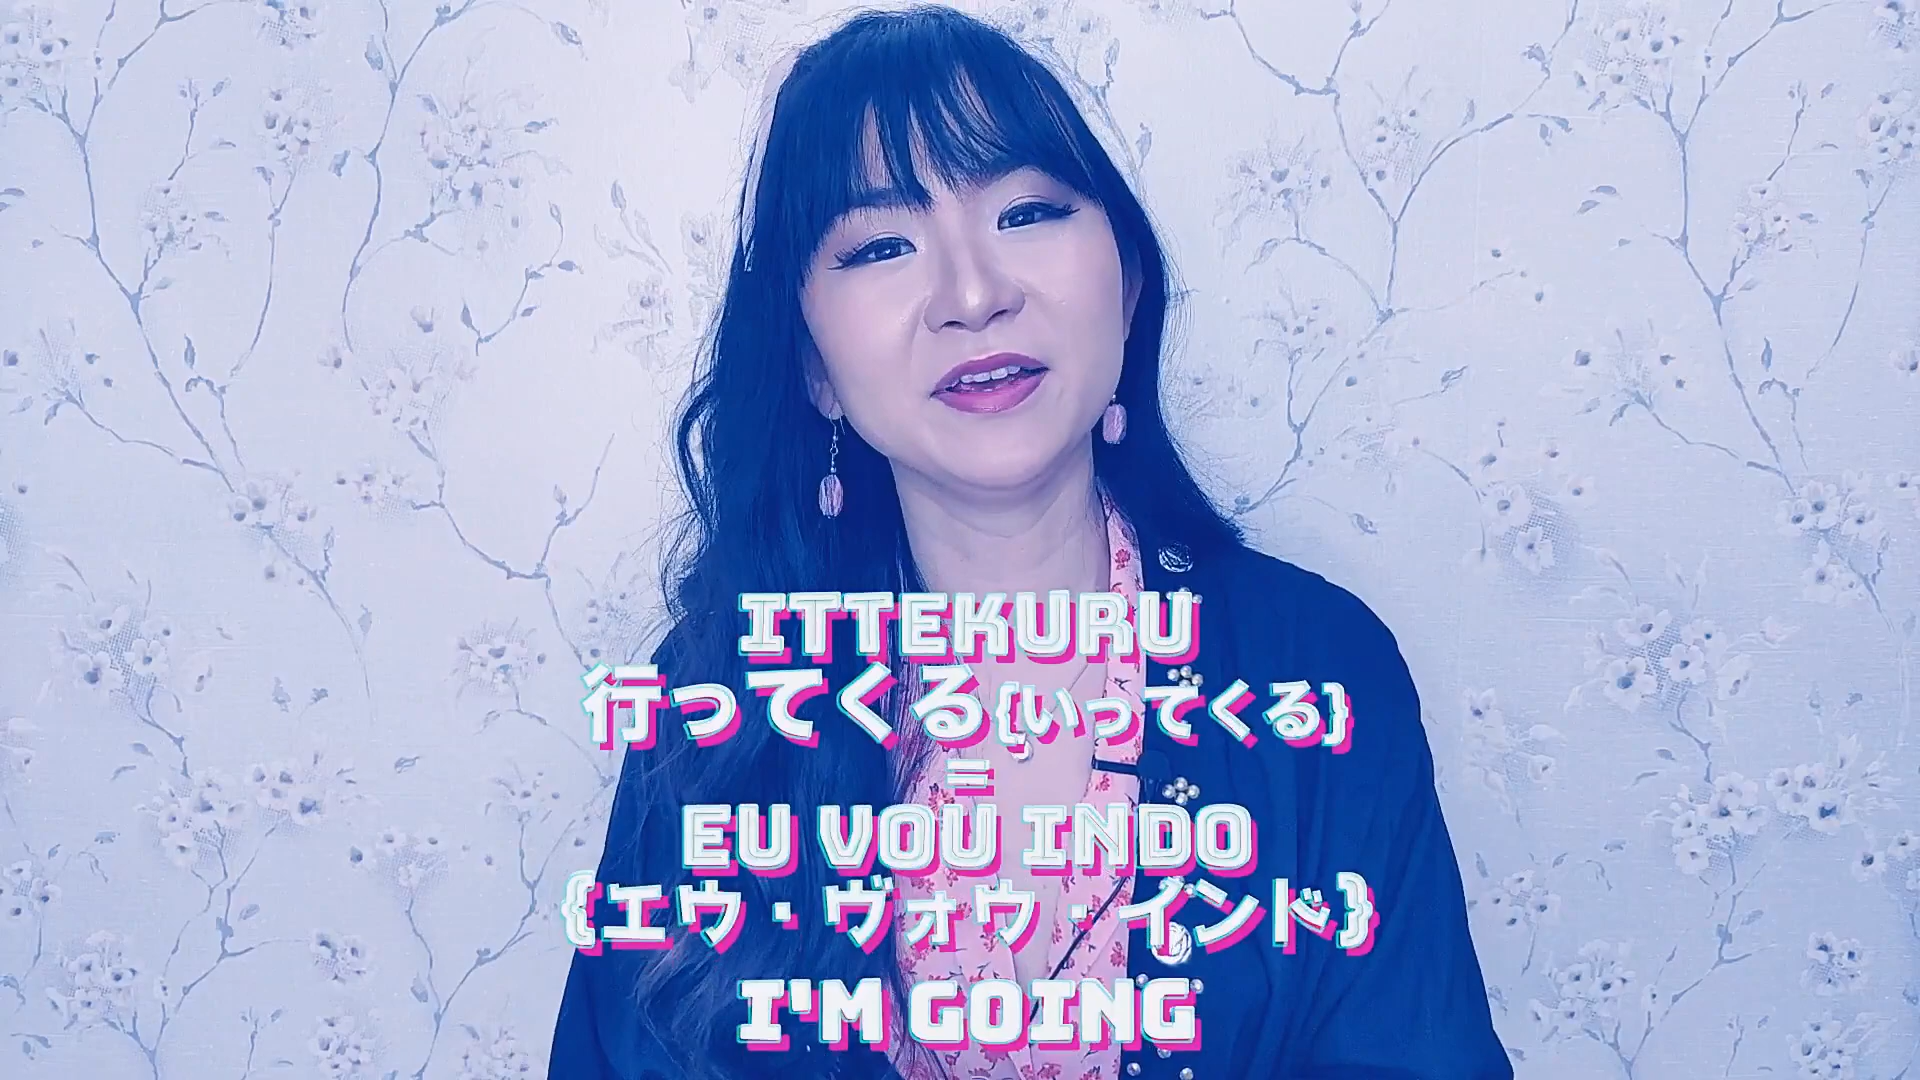 ITTEKURU
行ってくる{いってくる}
=
EU VOU INDO
{エウ・ヴォウ・インド}
I'M GOING